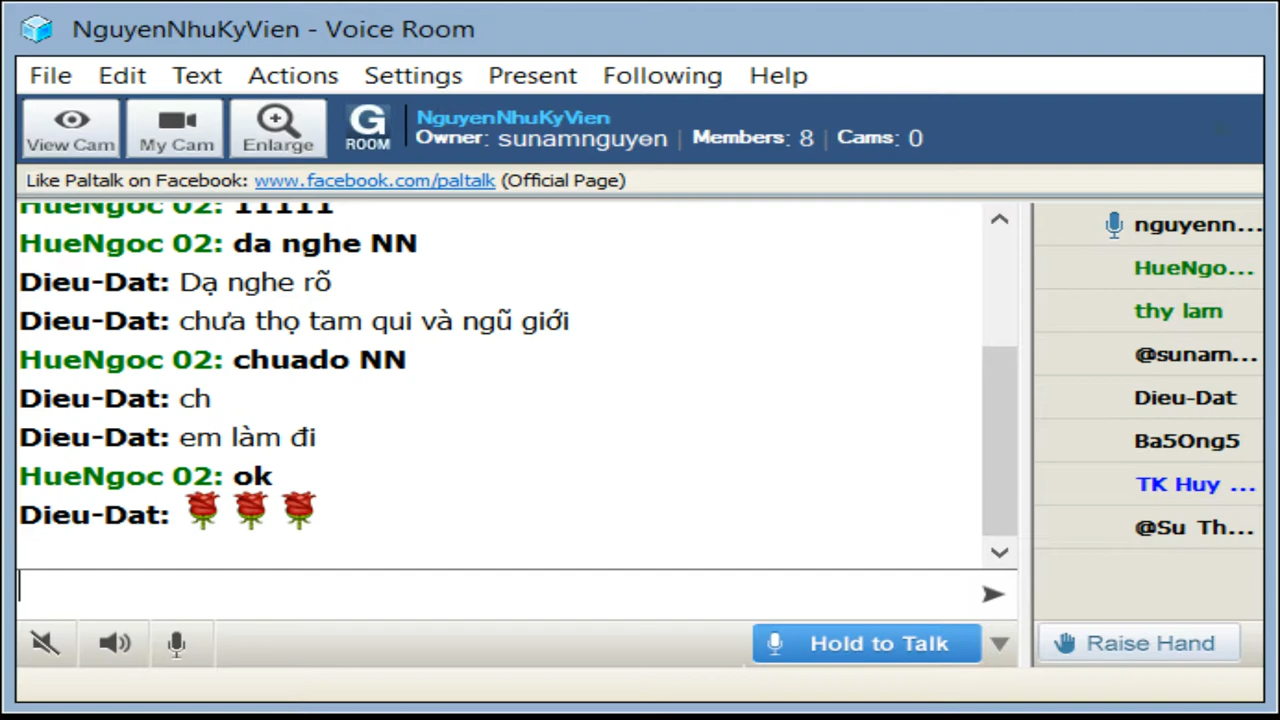 NguyenNhuKyVien - Voice Room
File Edit Text Actions Settings Present Following Help
View Cam
My Cam
Enlarge
G
ROOM
NguyenNhuKyVien
Owner: sunamnguyen | Members: 8 | Cams: 0
Like Paltalk on Facebook: www.facebook.com/paltalk (Official Page)
HueNgoc 02: 11111
HueNgoc 02: da nghe NN
Dieu-Dat: Dạ nghe rõ
Dieu-Dat: chưa thọ tam qui và ngũ giới
HueNgoc 02: chuado NN
Dieu-Dat: ch
Dieu-Dat: em làm đi
HueNgoc 02: ok
Dieu-Dat:
nguyenn...
HueNgo...
thy lam
@sunam...
Dieu-Dat
Ba5Ong5
TK Huy ...
@Su Th...
Hold to Talk
Raise Hand